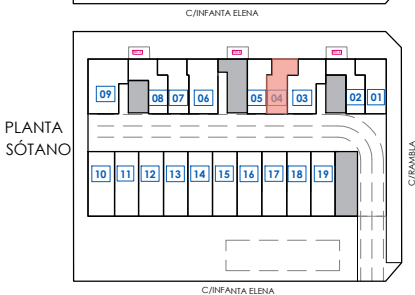 C/INFANTA ELENA
09 08 07 06 05 04 03 02 01
PLANTA
SÓTANO
C/RAMBLA
10 11 12 13 14 15 16 17 18 19
C/INFANTA ELENA